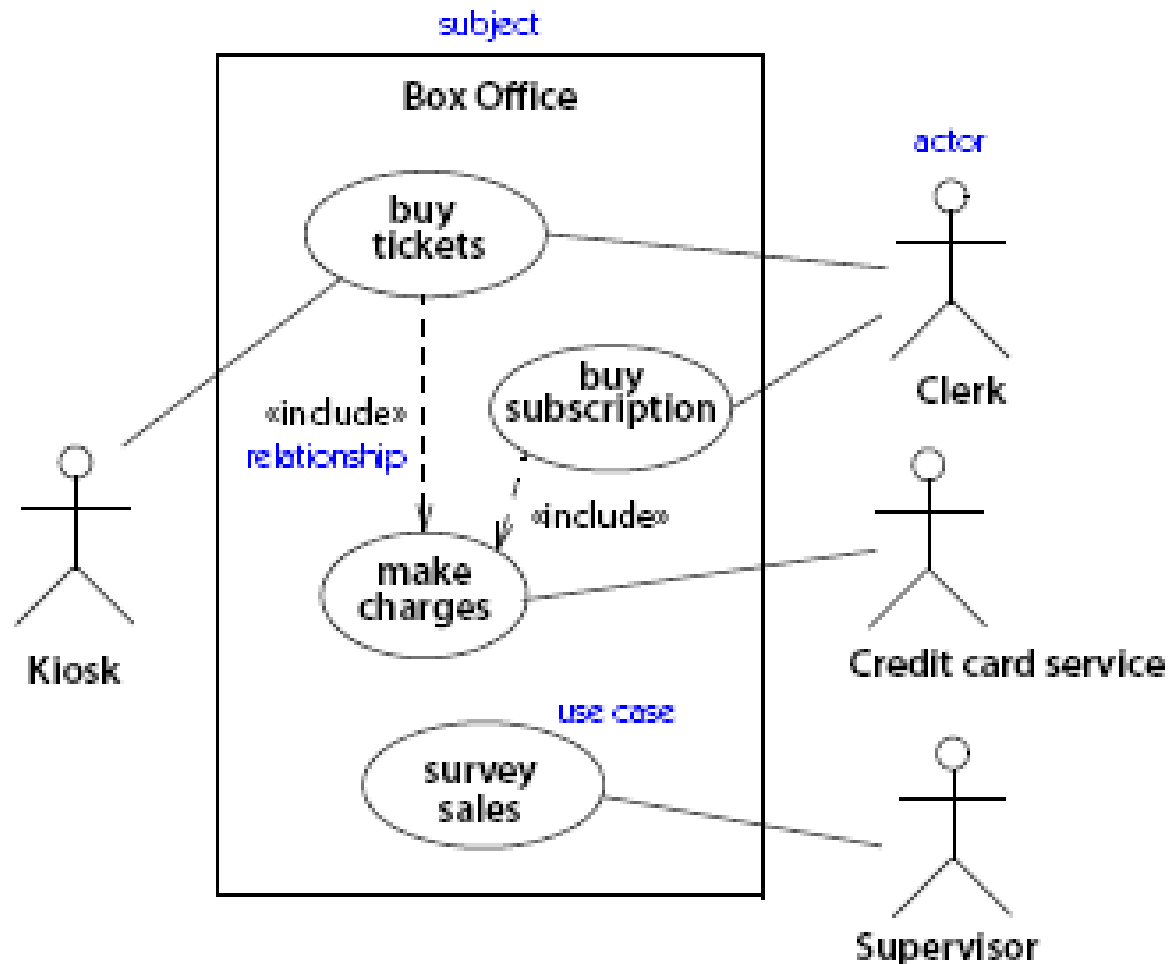 subject
Box Office
actor
buy
tickets
buy
subscription
Clerk
«include»
relationship
«include»
make
charges
Kiosk
Credit card service
use case
survey
sales
Supervisor